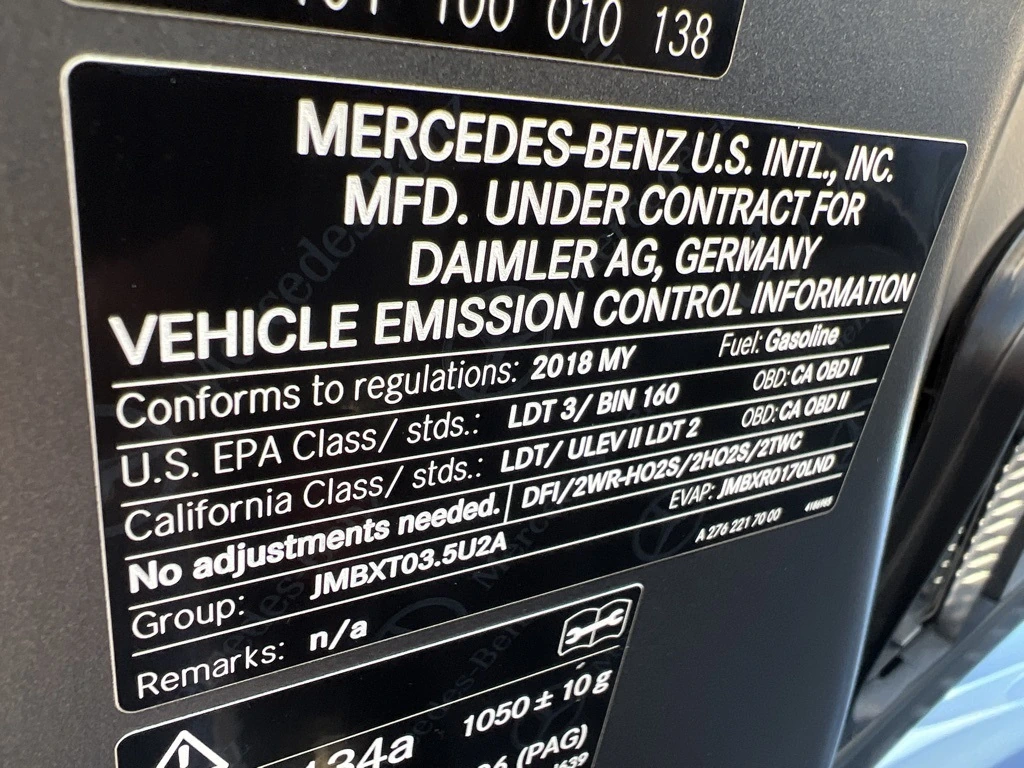 100 010 138
MERCEDES-BENZ U.S. INTL., INC.
MFD. UNDER CONTRACT FOR
DAIMLER AG, GERMANY
VEHICLE EMISSION CONTROL INFORMATION
Conforms to regulations: 2018 MY Fuel: Gasoline
U.S. EPA Class/ stds.: LDT 3/ BIN 160 OBD: CA OBD II
California Class/ stds.: LDT/ ULEV II LDT 2 OBD: CA OBD II
No adjustments needed. DFI/2WR-HO2S/2HO2S/2TWC
Group: JMBXT03.5U2A EVAP: JMBXR0170LND
Remarks: n/a A 276 221 70 00
134a 1050 ± 10 g
(PAG)